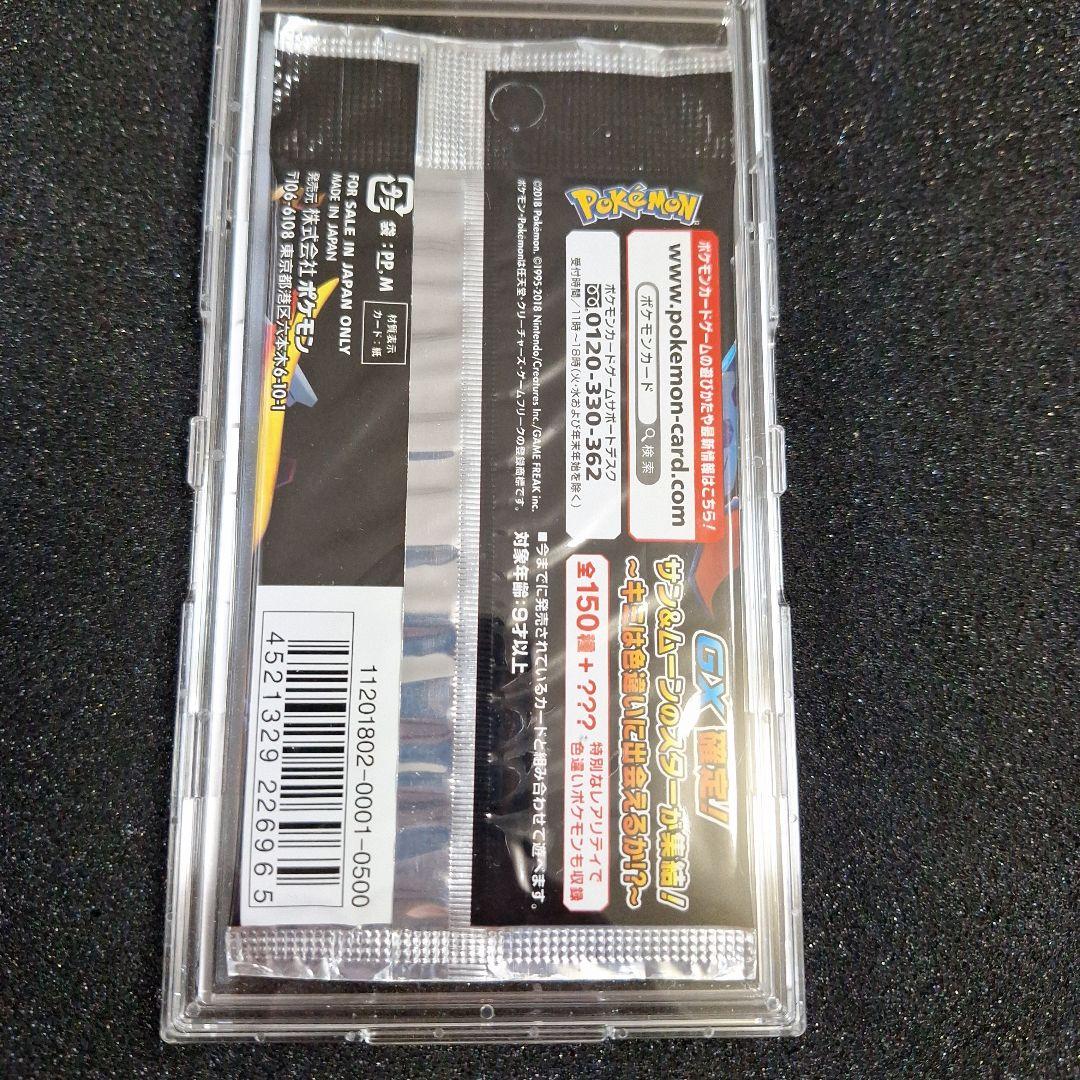 GX確定!
サン&ムーンのスターが集結!
~キミは色違いに出会えるか!?~
全150種+???
特別なレアリティで
色違いポケモンも収録
ポケモンカードゲームの遊びかたや最新情報はこちら!
www.pokemon-card.com
ポケモンカード 検索
POKéMON
ポケモンカードゲームサポートデスク
0120-330-362
受付時間/11時~18時(火・水および年末年始を除く)
■今までに発売されているカードと組み合わせて遊べます。
対象年齢:9才以上
©2018 Pokémon. ©1995-2018 Nintendo/Creatures Inc./GAME FREAK inc.
ポケモン・Pokémonは任天堂・クリーチャーズ・ゲームフリークの登録商標です。
プラ 袋:PP,M
材質表示
カード:紙
FOR SALE IN JAPAN ONLY
MADE IN JAPAN
発売元 株式会社ポケモン
〒106-6108 東京都港区六本木6-10-1
11201802-0001-0500
4521329 226965